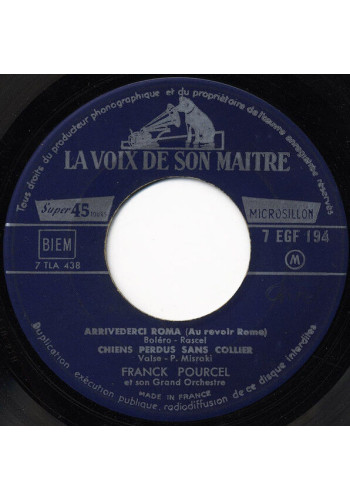 Tous droits du producteur phonographique et du propriétaire de l'œuvre enregistrée réservés
LA VOIX DE SON MAITRE
Super 45 tours
MICROSILLON
BIEM
7 EGF 194
7 TLA 438
M
ARRIVEDERCI ROMA (Au revoir Roma)
Boléro - Rascel
CHIENS PERDUS SANS COLLIER
Valse - P. Misraki
FRANCK POURCEL
et son Grand Orchestre
Duplication, exécution publique, radiodiffusion de ce disque interdites
MADE IN FRANCE